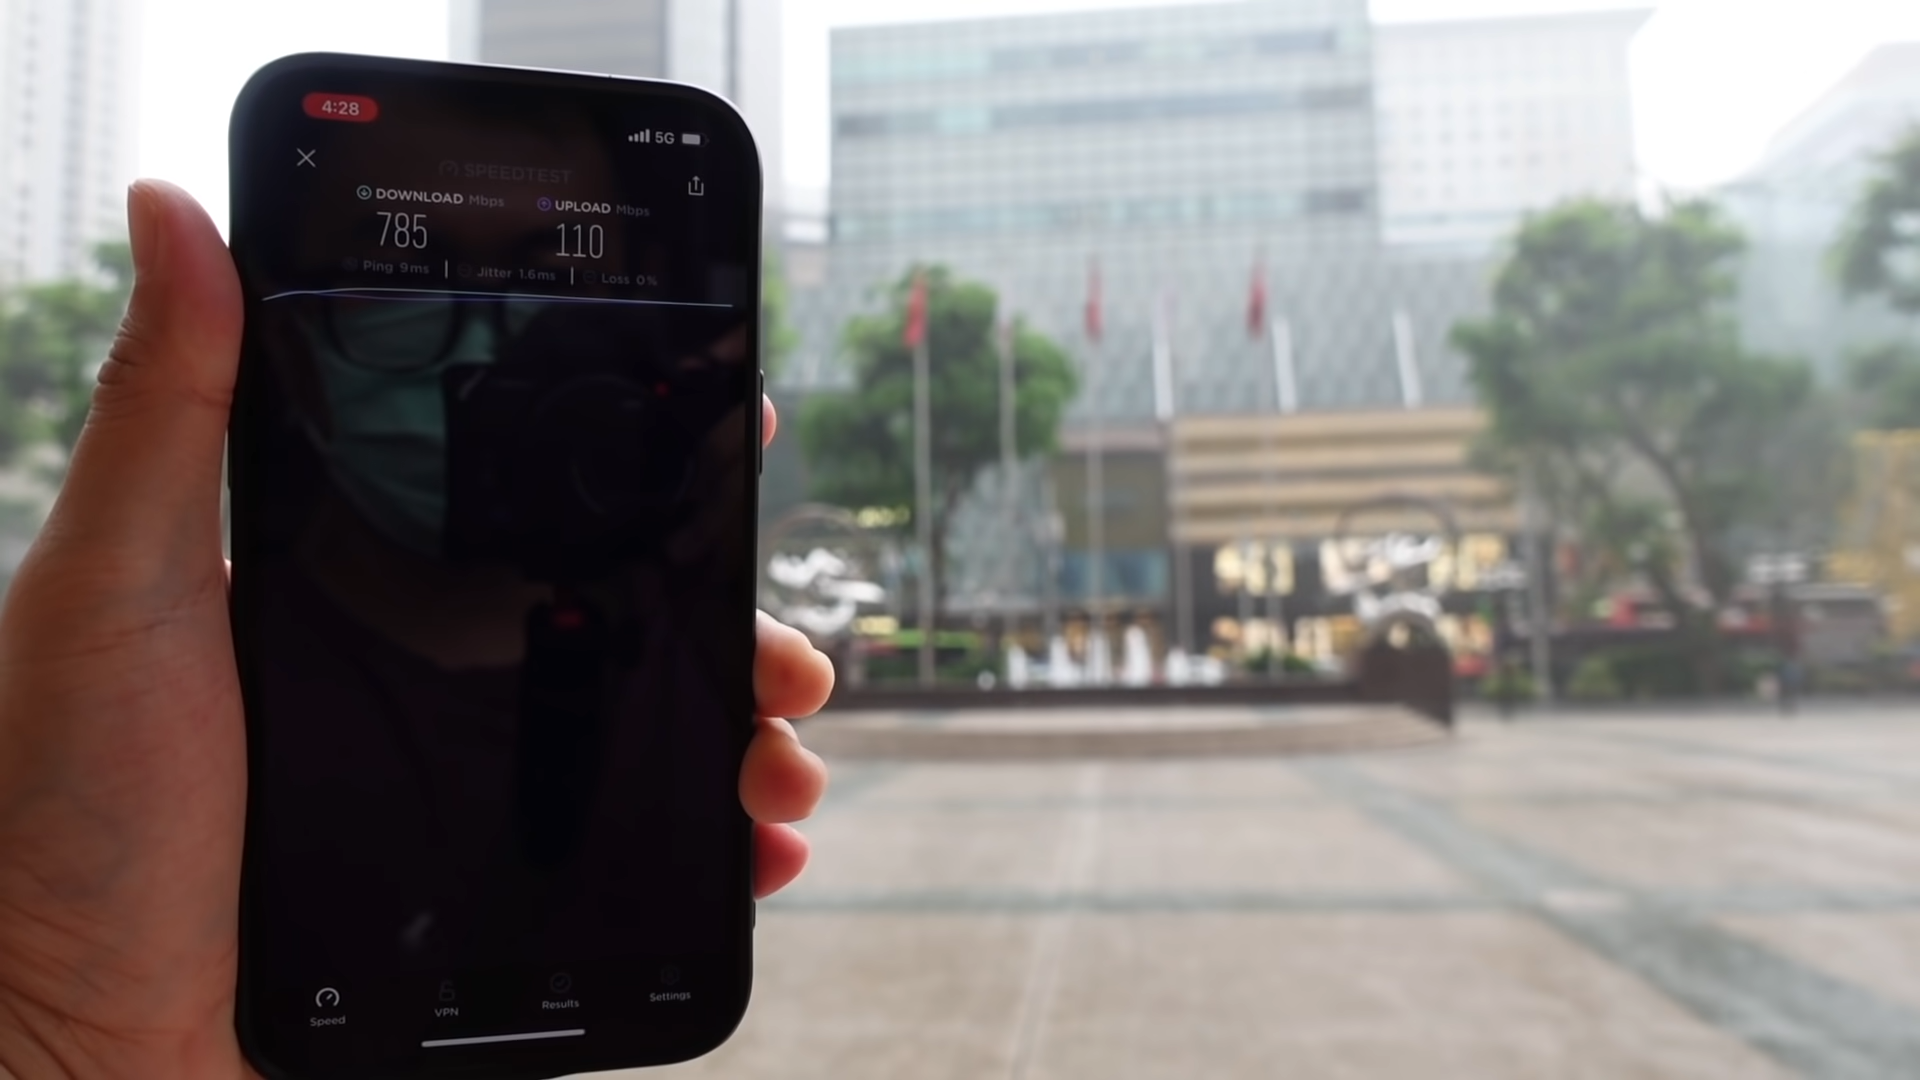 4:28
5G
SPEEDTEST
DOWNLOAD Mbps UPLOAD Mbps
785 110
Ping 9ms Jitter 1.6ms Loss 0%
Speed VPN Results Settings